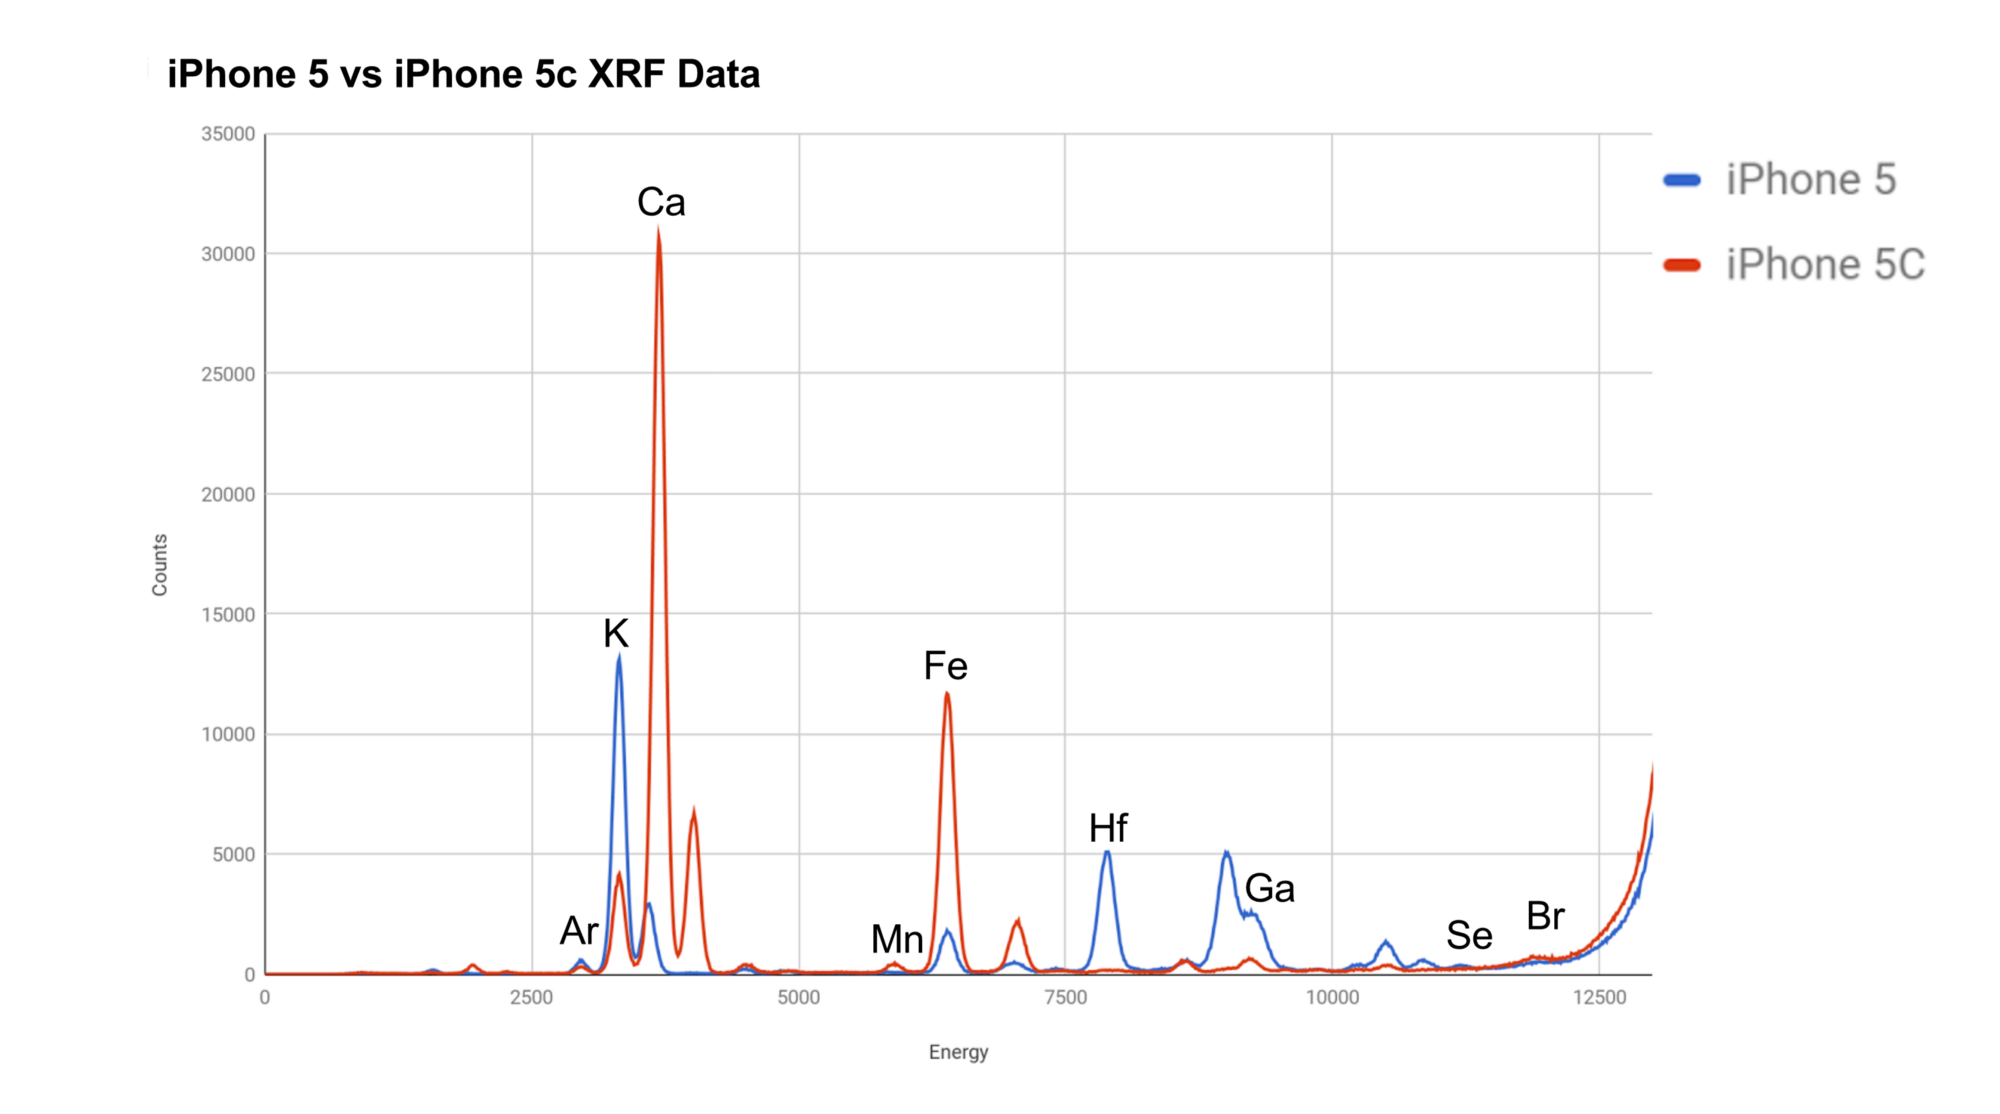 iPhone 5 vs iPhone 5c XRF Data
35000
30000
25000
20000
15000
10000
5000
0
Counts
Ca
K
Fe
Hf
Ga
Ar
Mn
Se
Br
0 2500 5000 7500 10000 12500
Energy
iPhone 5
iPhone 5C